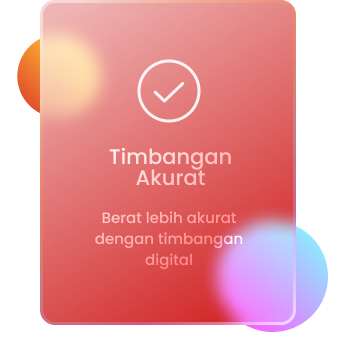 Timbangan
Akurat
Berat lebih akurat
dengan timbangan
digital